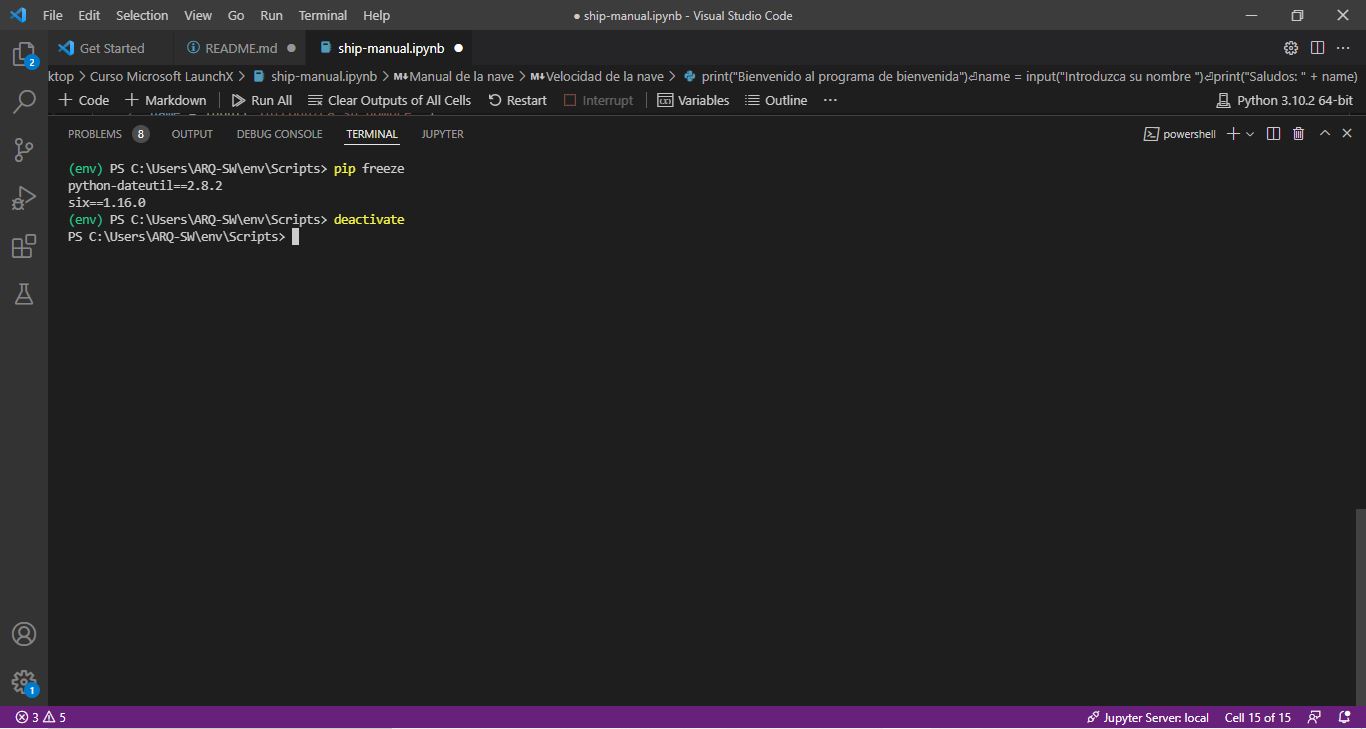 File Edit Selection View Go Run Terminal Help ● ship-manual.ipynb - Visual Studio Code
Get Started README.md ship-manual.ipynb
ktop > Curso Microsoft LaunchX > ship-manual.ipynb > M↓Manual de la nave > M↓Velocidad de la nave > print("Bienvenido al programa de bienvenida")⏎name = input("Introduzca su nombre ")⏎print("Saludos: " + name)
+ Code + Markdown Run All Clear Outputs of All Cells Restart Interrupt Variables Outline ··· Python 3.10.2 64-bit
PROBLEMS 8 OUTPUT DEBUG CONSOLE TERMINAL JUPYTER powershell
(env) PS C:\Users\ARQ-SW\env\Scripts> pip freeze
python-dateutil==2.8.2
six==1.16.0
(env) PS C:\Users\ARQ-SW\env\Scripts> deactivate
PS C:\Users\ARQ-SW\env\Scripts>
2
1
3 5 Jupyter Server: local Cell 15 of 15